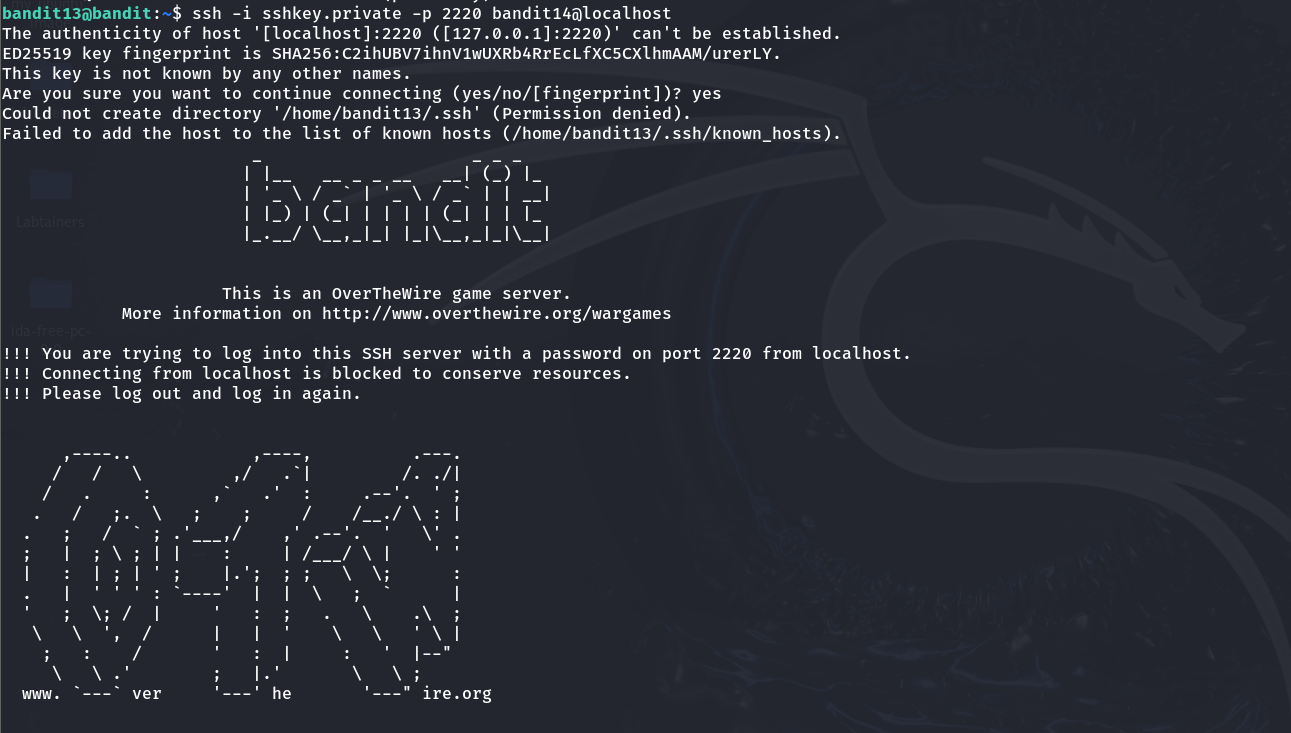 bandit13@bandit:~$ ssh -i sshkey.private -p 2220 bandit14@localhost
The authenticity of host '[localhost]:2220 ([127.0.0.1]:2220)' can't be established.
ED25519 key fingerprint is SHA256:C2ihUBV7ihnV1wUXRb4RrEcLfXC5CXlhmAAM/urerLY.
This key is not known by any other names.
Are you sure you want to continue connecting (yes/no/[fingerprint])? yes
Could not create directory '/home/bandit13/.ssh' (Permission denied).
Failed to add the host to the list of known hosts (/home/bandit13/.ssh/known_hosts).
bandit
This is an OverTheWire game server.
More information on http://www.overthewire.org/wargames
!!! You are trying to log into this SSH server with a password on port 2220 from localhost.
!!! Connecting from localhost is blocked to conserve resources.
!!! Please log out and log in again.
www. `---` ver '---' he '---" ire.org
Labtainers
ida-free-pc-